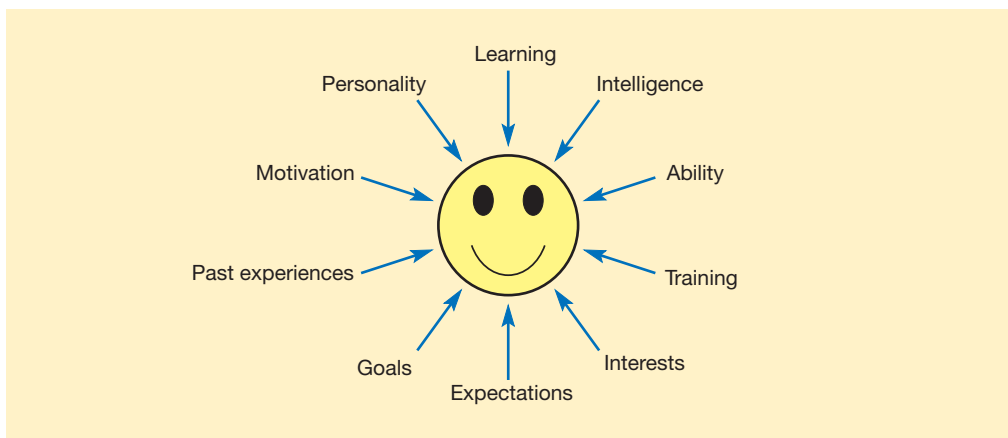 Learning
Personality
Intelligence
Motivation
Ability
Past experiences
Training
Goals
Interests
Expectations